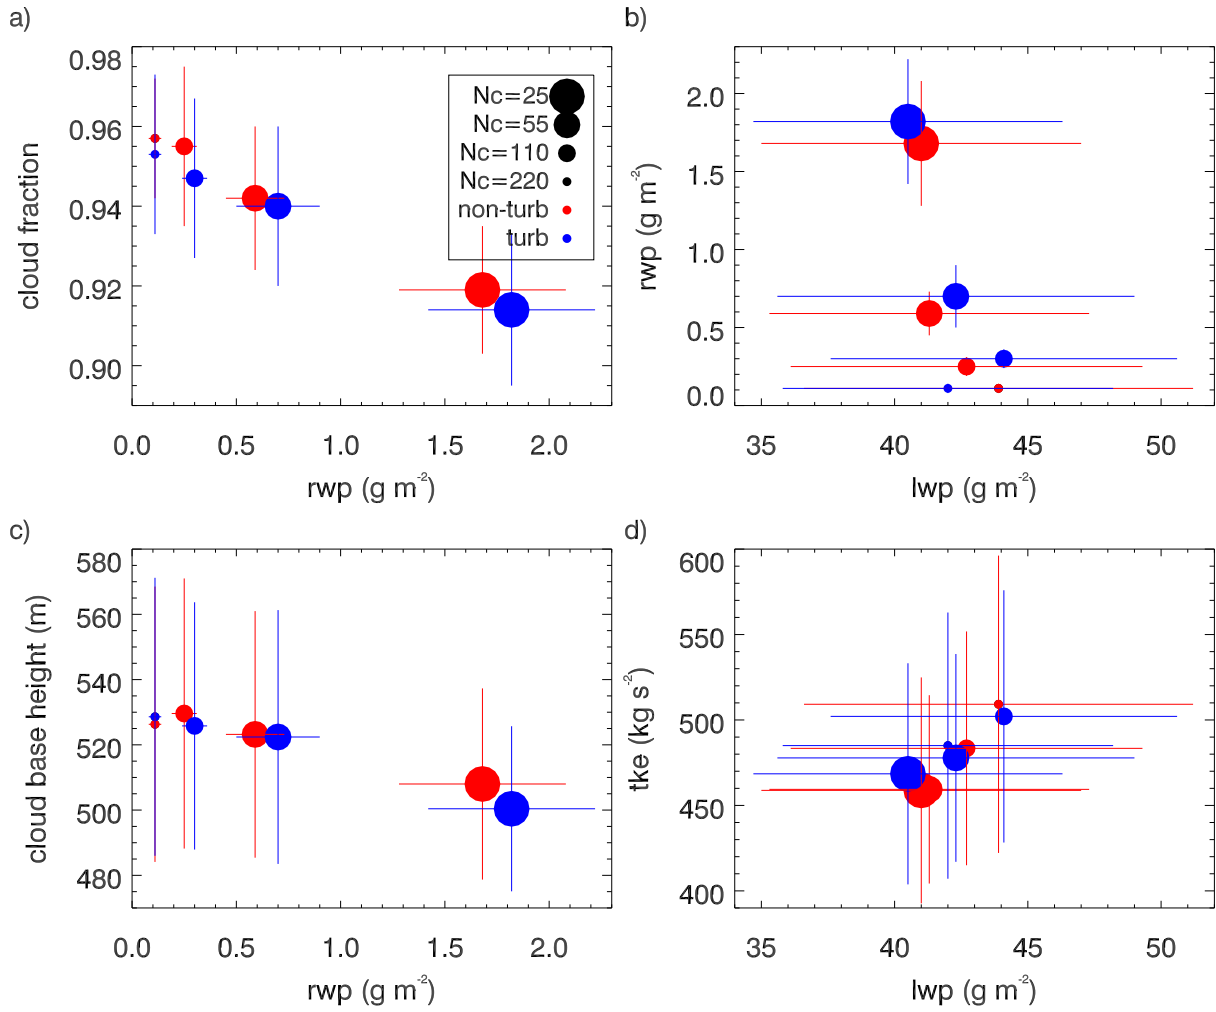 a)
0.98
0.96
0.94
0.92
0.90
cloud fraction
Nc=25
Nc=55
Nc=110
Nc=220
non-turb
turb
0.0 0.5 1.0 1.5 2.0
rwp (g m⁻²)
b)
2.0
1.5
1.0
0.5
0.0
rwp (g m⁻²)
35 40 45 50
lwp (g m⁻²)
c)
580
560
540
520
500
480
cloud base height (m)
0.0 0.5 1.0 1.5 2.0
rwp (g m⁻²)
d)
600
550
500
450
400
tke (kg s⁻²)
35 40 45 50
lwp (g m⁻²)